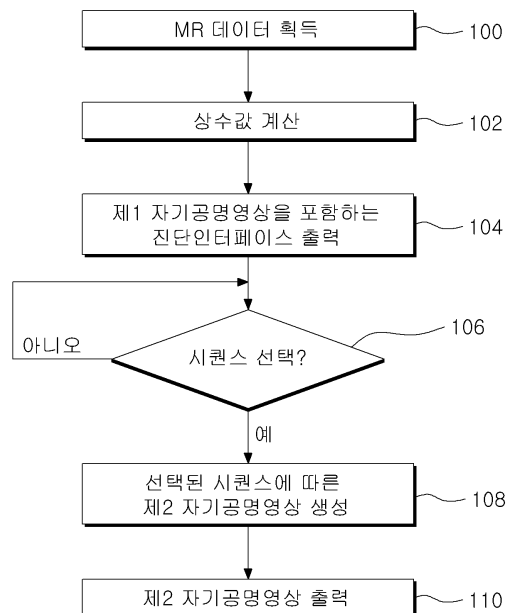 MR 데이터 획득
100
상수값 계산
102
제1 자기공명영상을 포함하는
진단인터페이스 출력
104
시퀀스 선택?
106
아니오
예
선택된 시퀀스에 따른
제2 자기공명영상 생성
108
제2 자기공명영상 출력
110